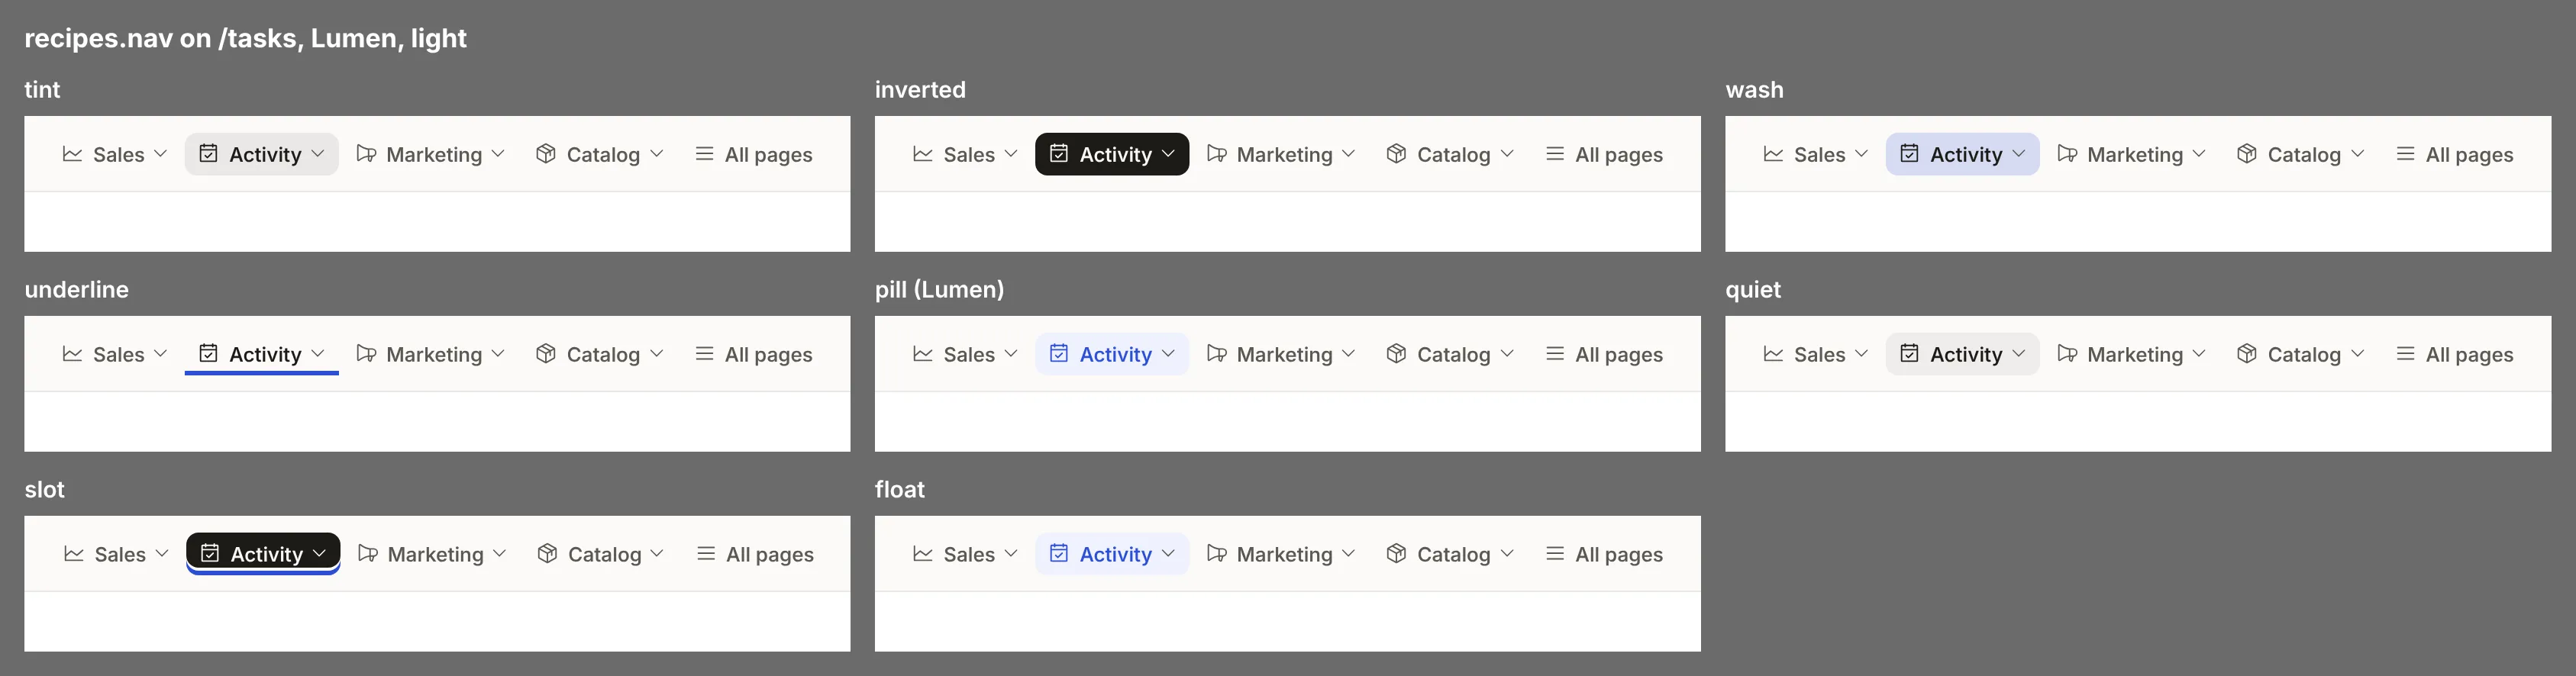 recipes.nav on /tasks, Lumen, light
tint
inverted
wash
Sales Activity Marketing Catalog All pages
Sales Activity Marketing Catalog All pages
Sales Activity Marketing Catalog All pages
underline
pill (Lumen)
quiet
Sales Activity Marketing Catalog All pages
Sales Activity Marketing Catalog All pages
Sales Activity Marketing Catalog All pages
slot
float
Sales Activity Marketing Catalog All pages
Sales Activity Marketing Catalog All pages